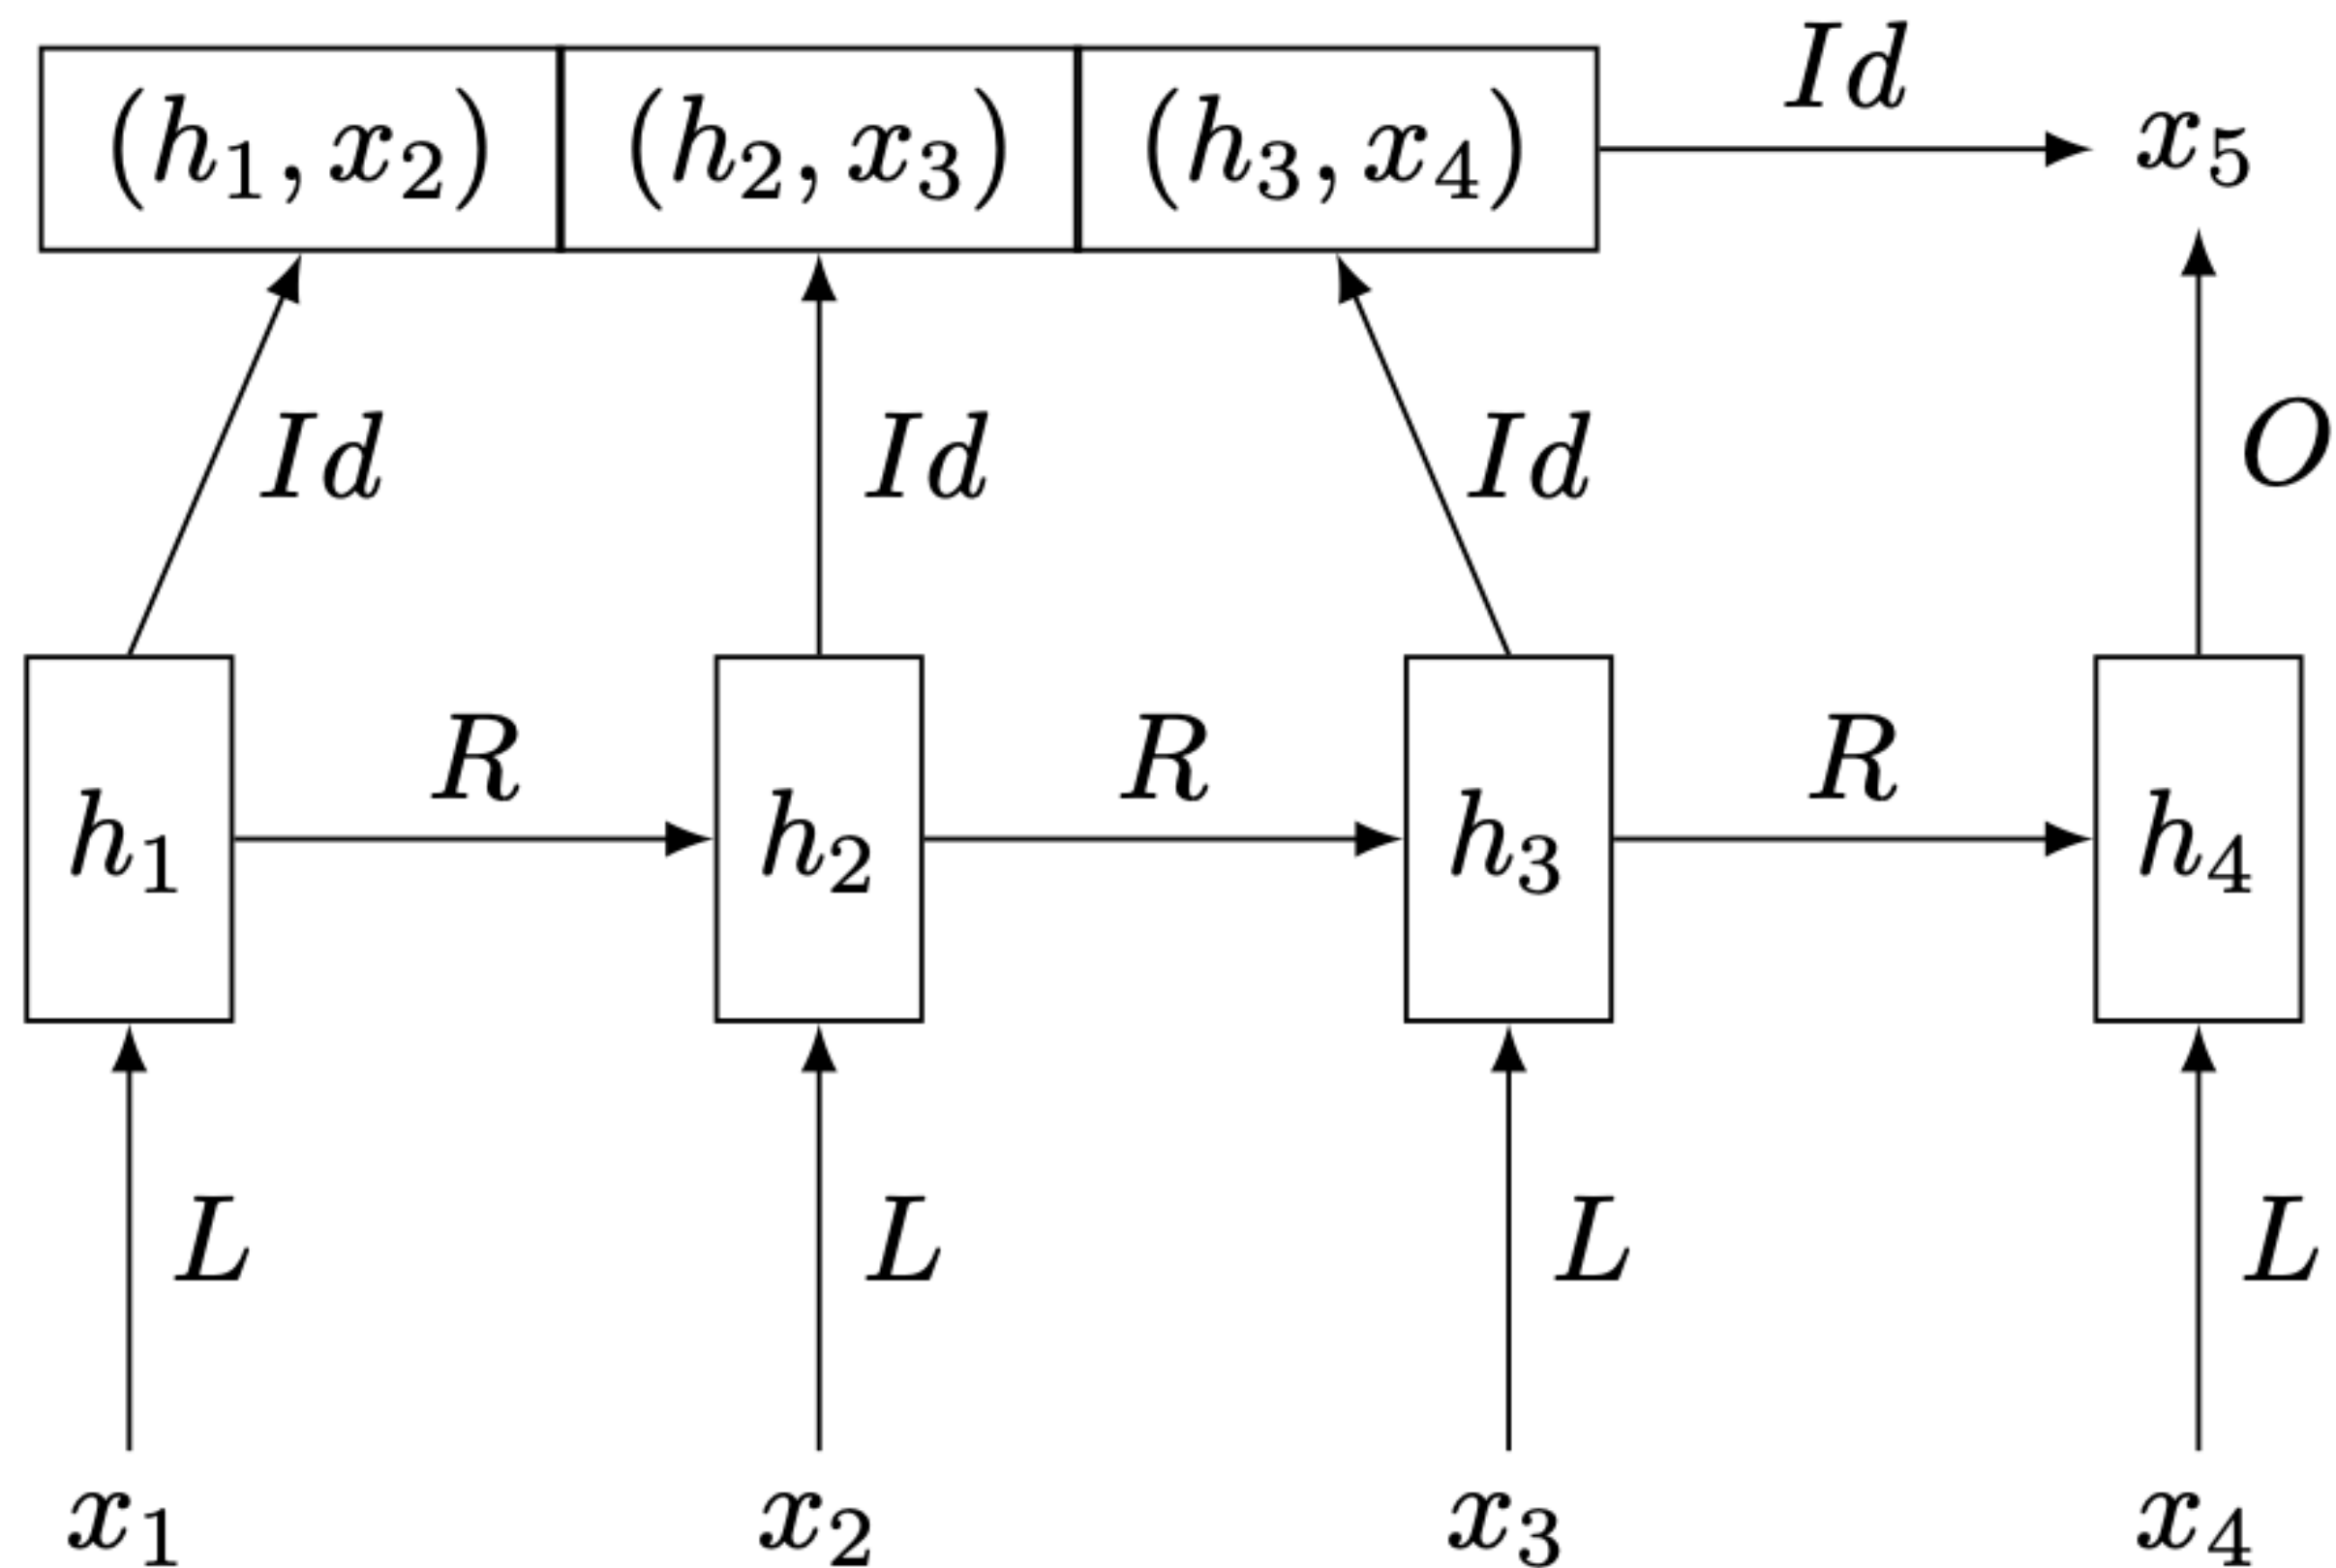 (h₁, x₂) (h₂, x₃) (h₃, x₄) Id x₅
Id Id Id O
R R R
h₁ h₂ h₃ h₄
L L L L
x₁ x₂ x₃ x₄